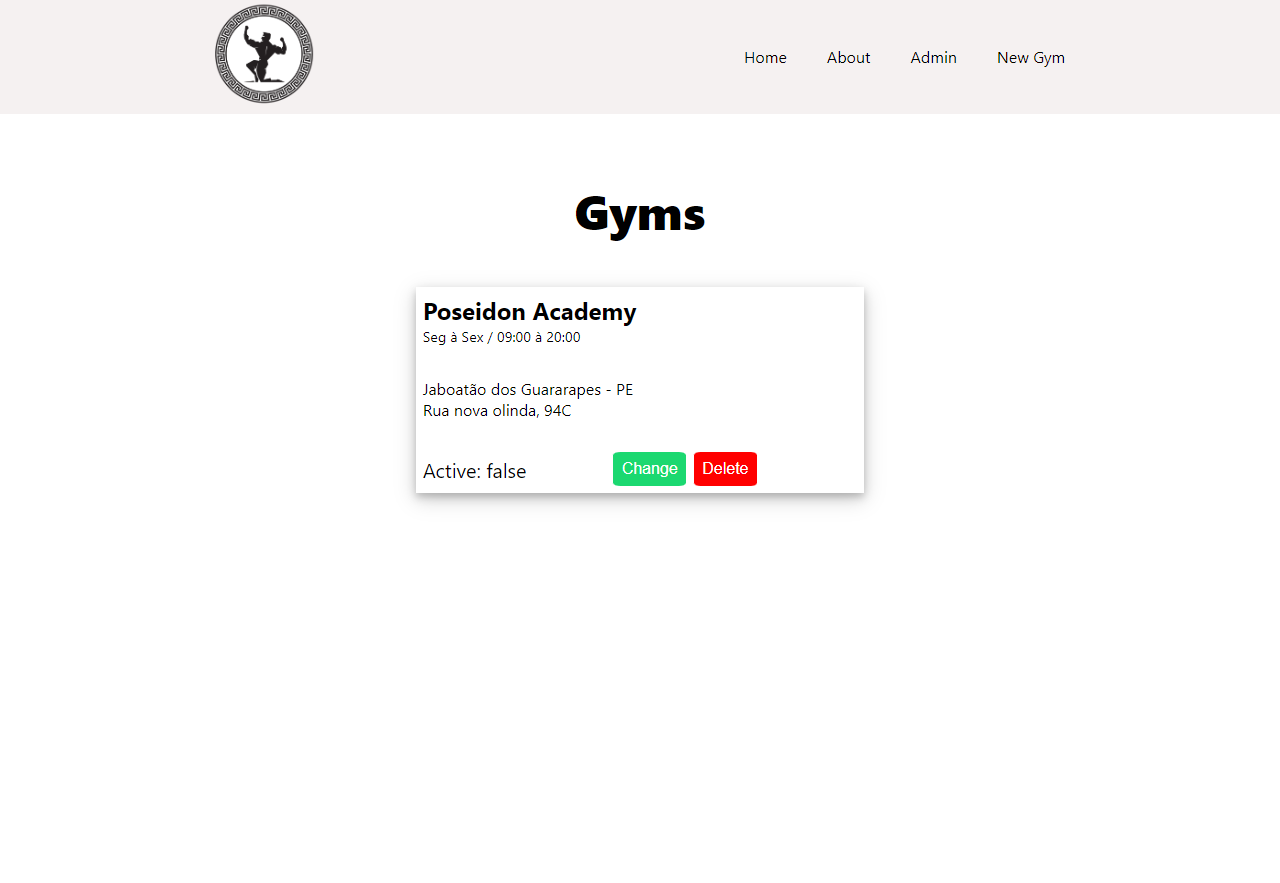 Home About Admin New Gym
Gyms
Poseidon Academy
Seg à Sex / 09:00 à 20:00
Jaboatão dos Guararapes - PE
Rua nova olinda, 94C
Active: false Change Delete